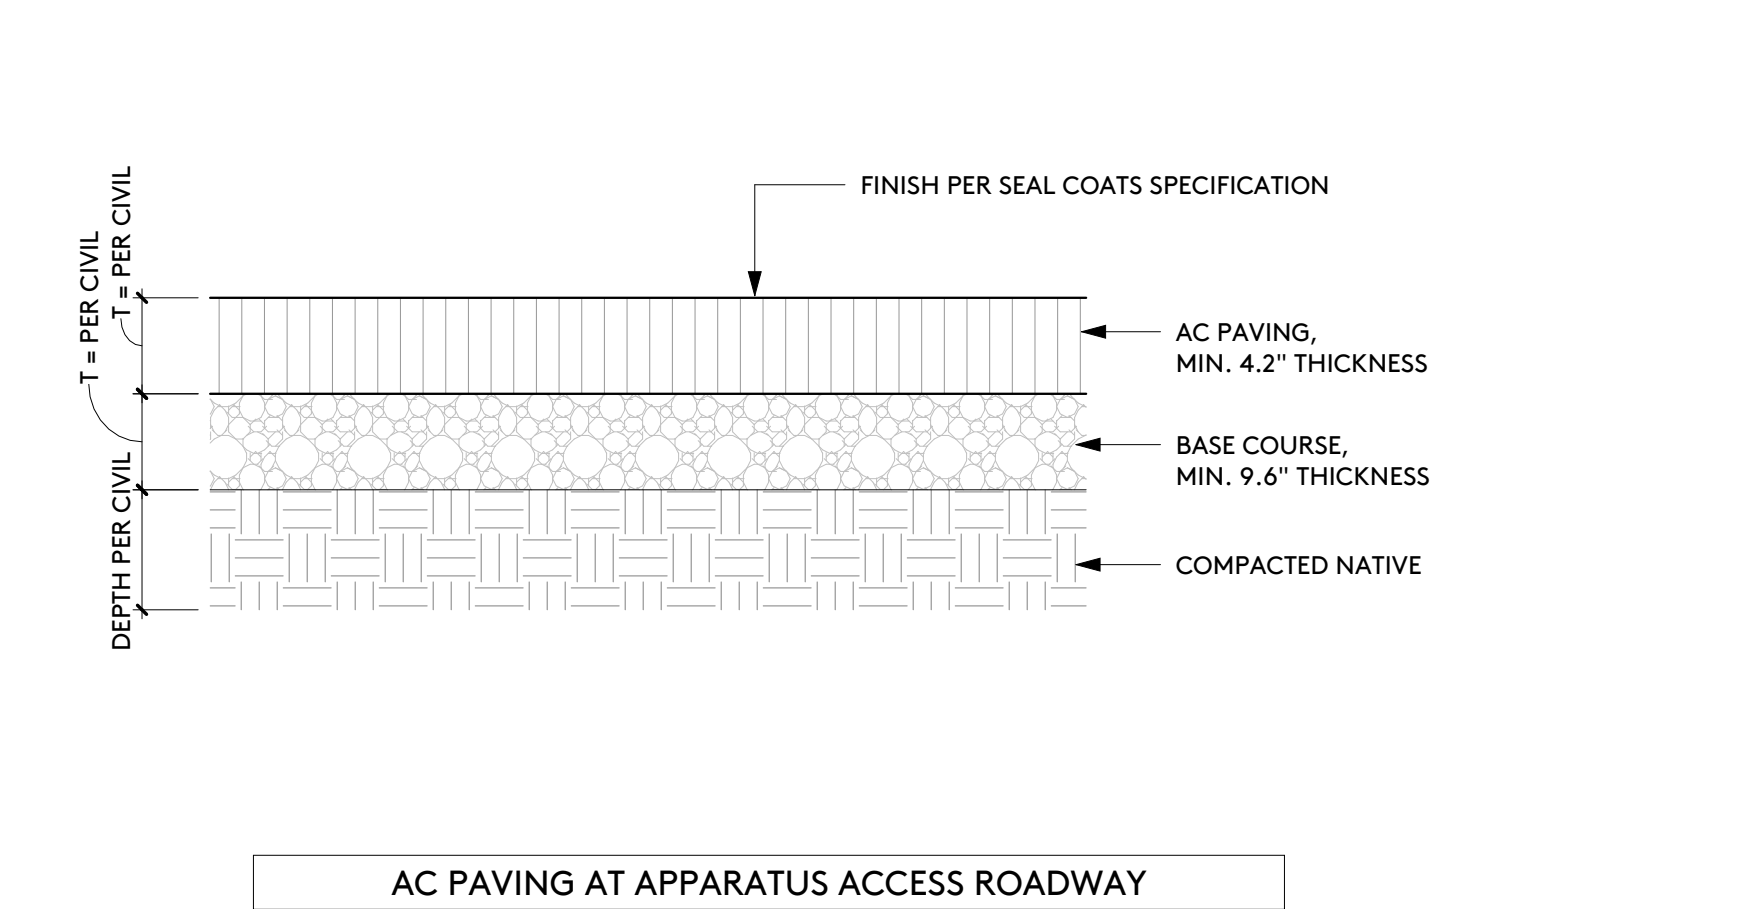 FINISH PER SEAL COATS SPECIFICATION
T = PER CIVIL
T = PER CIVIL
AC PAVING,
MIN. 4.2" THICKNESS
BASE COURSE,
MIN. 9.6" THICKNESS
DEPTH PER CIVIL
COMPACTED NATIVE
AC PAVING AT APPARATUS ACCESS ROADWAY